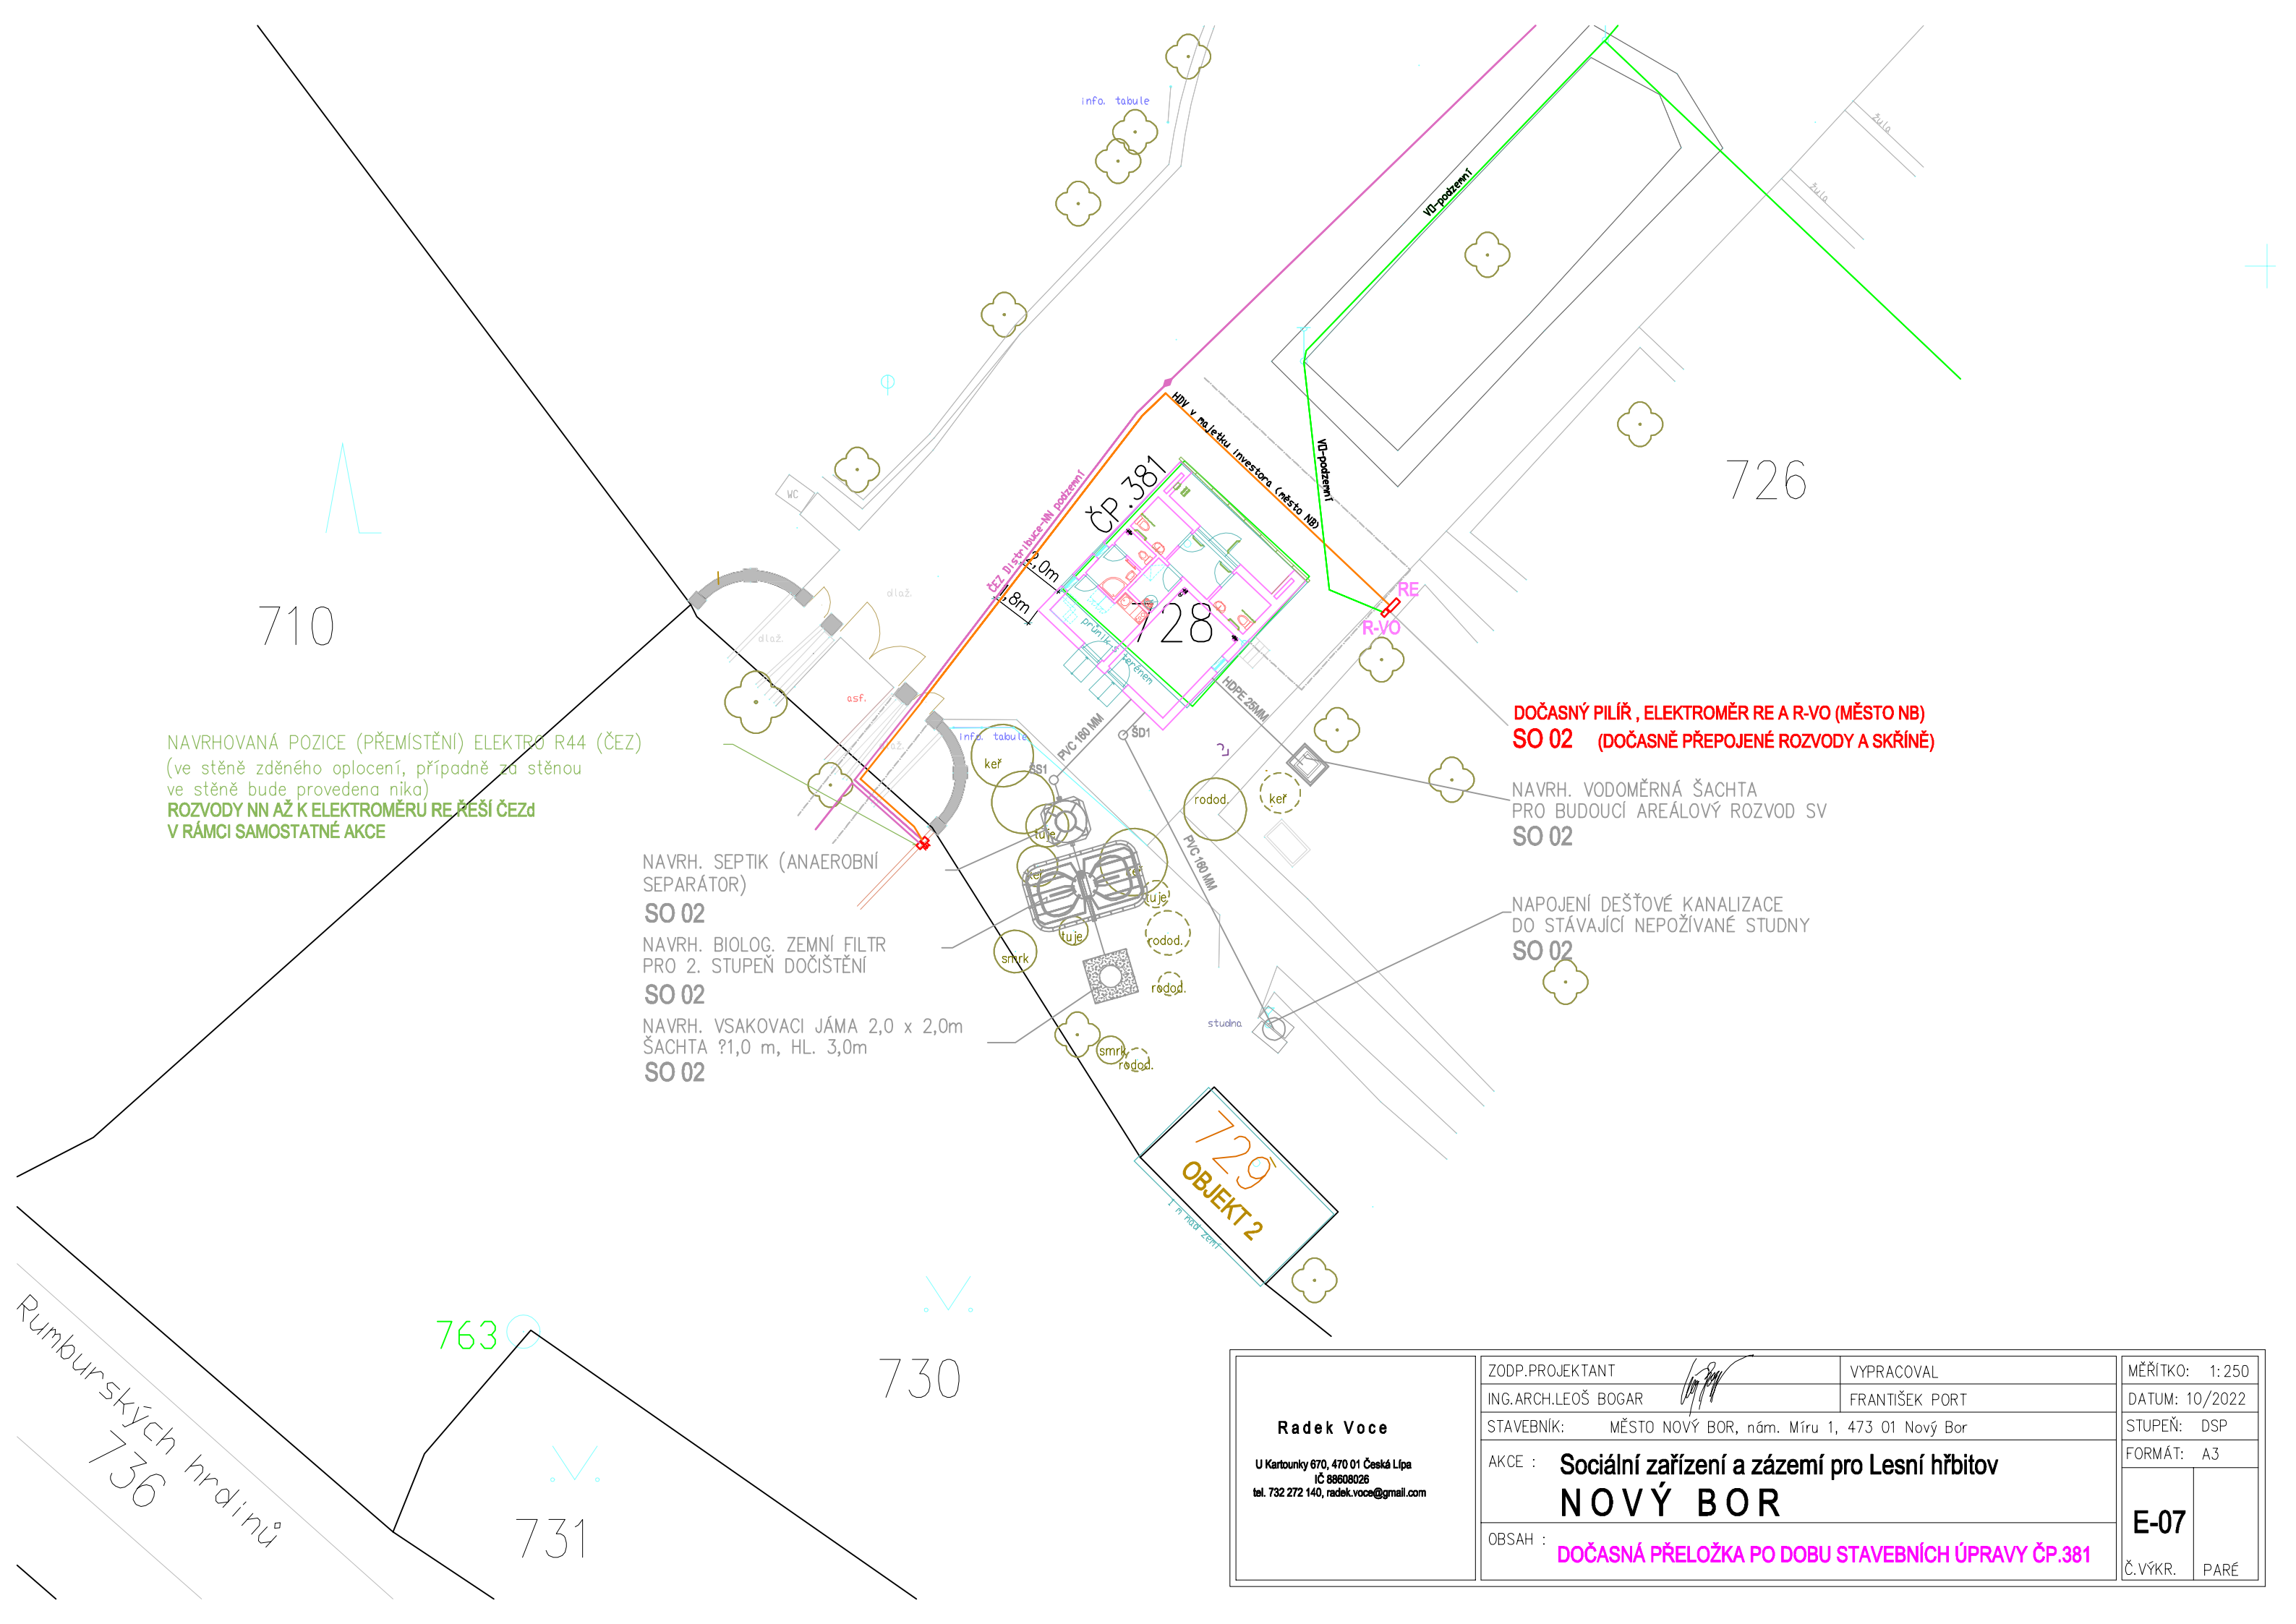 info. tabule
žula
žula
VO-podzemní
726
HDV v majetku investora (město NB)
VO-podzemní
ČP.381
ČEZ Distribuce-NN podzemní
2,0m
1,8m
WC
dlaž.
dlaž.
710
728
průnik s terénem
RE
R-VO
asf.
info. tabule
HDPE 25MM
PVC 160 MM
ŠD1
ŠS1
PVC 160 MM
NAVRHOVANÁ POZICE (PŘEMÍSTĚNÍ) ELEKTRO R44 (ČEZ)
(ve stěně zděného oplocení, případně za stěnou
ve stěně bude provedena nika)
ROZVODY NN AŽ K ELEKTROMĚRU RE ŘEŠÍ ČEZd
V RÁMCI SAMOSTATNÉ AKCE
DOČASNÝ PILÍŘ , ELEKTROMĚR RE A R-VO (MĚSTO NB)
SO 02 (DOČASNĚ PŘEPOJENÉ ROZVODY A SKŘÍNĚ)
NAVRH. VODOMĚRNÁ ŠACHTA
PRO BUDOUCÍ AREÁLOVÝ ROZVOD SV
SO 02
NAPOJENÍ DEŠŤOVÉ KANALIZACE
DO STÁVAJÍCÍ NEPOŽÍVANÉ STUDNY
SO 02
NAVRH. SEPTIK (ANAEROBNÍ
SEPARÁTOR)
SO 02
NAVRH. BIOLOG. ZEMNÍ FILTR
PRO 2. STUPEŇ DOČIŠTĚNÍ
SO 02
NAVRH. VSAKOVACI JÁMA 2,0 x 2,0m
ŠACHTA ?1,0 m, HL. 3,0m
SO 02
keř
rodod.
keř
tuje
keř
tuje
tuje
rodod.
smrk
rodod.
studna
smrk
rodod.
729
OBJEKT 2
1 m nad zemí
763
730
731
Rumburských hrdinů
736
Radek Voce
U Kartounky 670, 470 01 Česká Lípa
IČ 88608026
tel. 732 272 140, radek.voce@gmail.com
ZODP.PROJEKTANT
VYPRACOVAL
ING.ARCH.LEOŠ BOGAR
FRANTIŠEK PORT
STAVEBNÍK: MĚSTO NOVÝ BOR, nám. Míru 1, 473 01 Nový Bor
AKCE : Sociální zařízení a zázemí pro Lesní hřbitov
NOVÝ BOR
OBSAH : DOČASNÁ PŘELOŽKA PO DOBU STAVEBNÍCH ÚPRAVY ČP.381
MĚŘÍTKO: 1:250
DATUM: 10/2022
STUPEŇ: DSP
FORMÁT: A3
E-07
Č.VÝKR. PARÉ